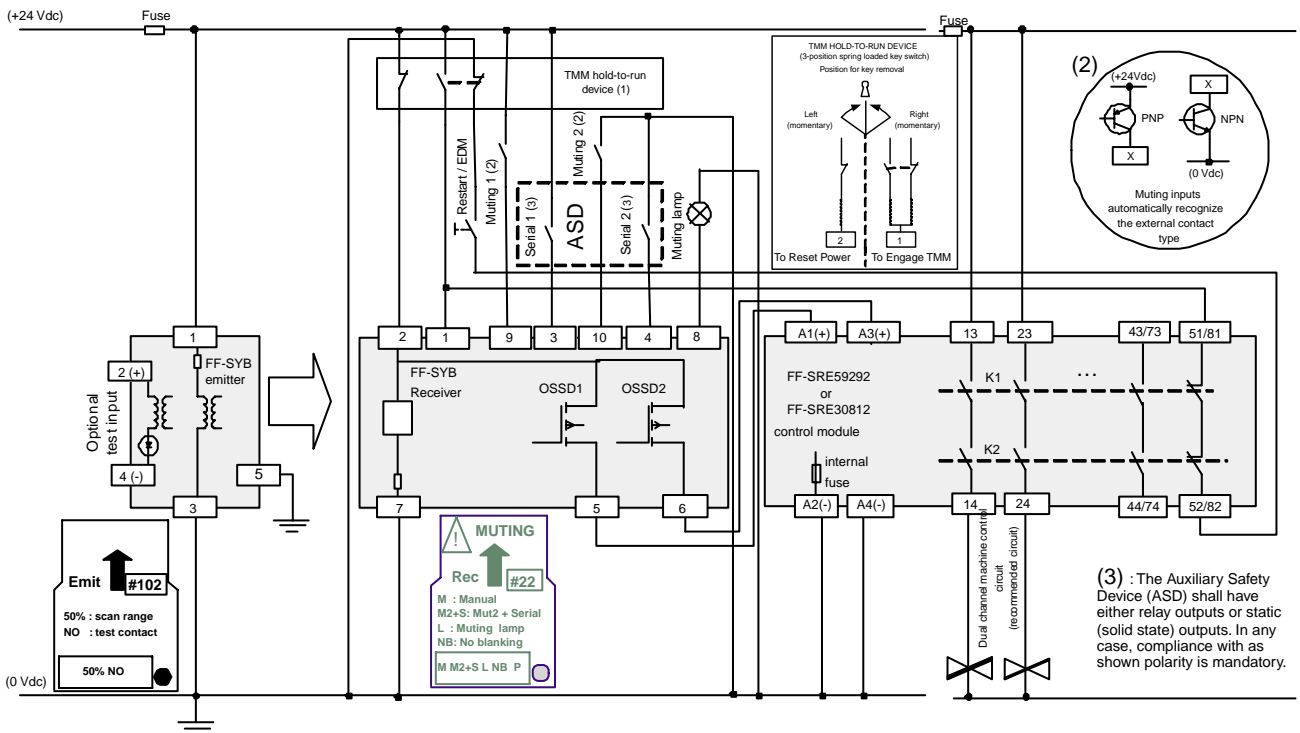 (+24 Vdc)
Fuse
Fuse
TMM hold-to-run
device (1)
Restart / EDM
Muting 1 (2)
Serial 1 (3)
ASD
Muting 2 (2)
Serial 2 (3)
Muting lamp
TMM HOLD-TO-RUN DEVICE
(3-position spring loaded key switch)
Position for key removal
Left
(momentary)
Right
(momentary)
2
1
To Reset Power
To Engage TMM
(2)
(+24Vdc)
X
PNP
NPN
X
(0 Vdc)
Muting inputs
automatically recognize
the external contact
type
1
2 (+)
FF-SYB
emitter
Optional
test input
4 (-)
5
3
2
1
9
3
10
4
8
FF-SYB
Receiver
OSSD1
OSSD2
7
5
6
A1(+)
A3(+)
13
23
43/73
51/81
FF-SRE59292
or
FF-SRE30812
control module
K1
...
K2
internal
fuse
A2(-)
A4(-)
14
24
44/74
52/82
Dual channel machine control
circuit
(recommended circuit)
Emit
#102
50% : scan range
NO : test contact
50% NO
! MUTING
Rec
#22
M : Manual
M2+S: Mut2 + Serial
L : Muting lamp
NB: No blanking
M M2+S L NB P
(3) : The Auxiliary Safety
Device (ASD) shall have
either relay outputs or static
(solid state) outputs. In any
case, compliance with as
shown polarity is mandatory.
(0 Vdc)